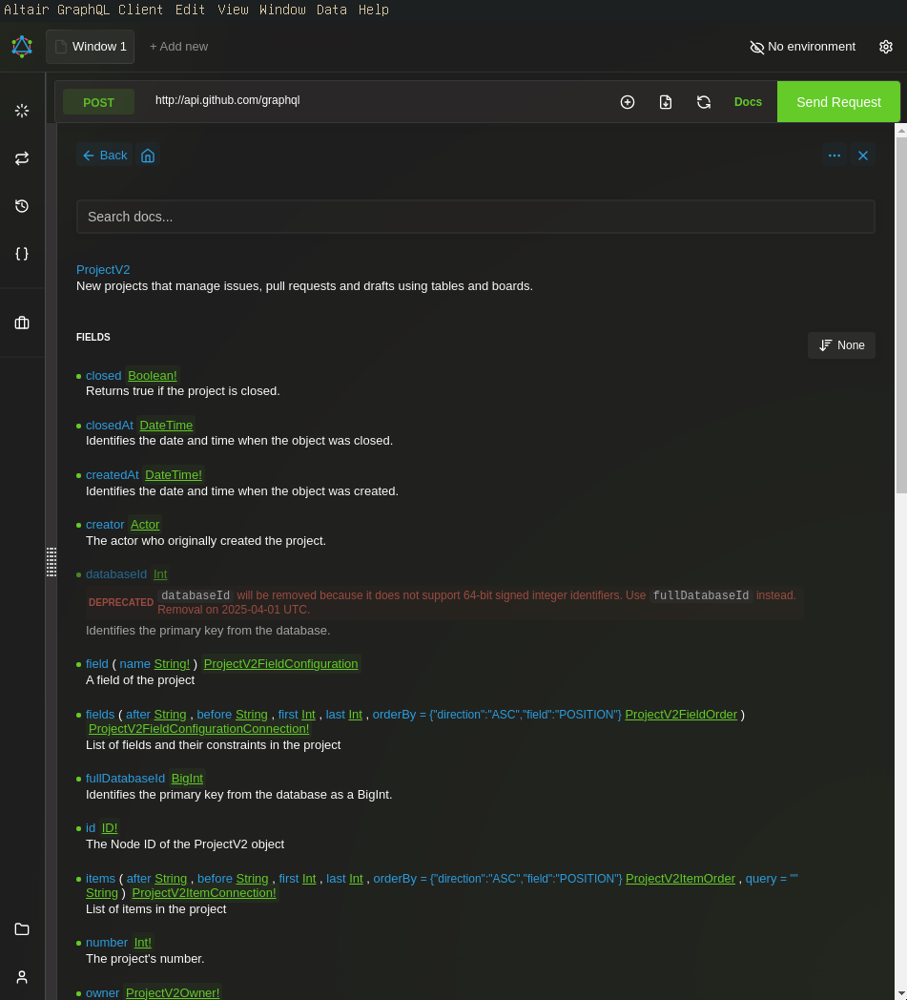 Altair GraphQL Client Edit View Window Data Help
Window 1 + Add new No environment
POST http://api.github.com/graphql Docs Send Request
Back
Search docs...
ProjectV2
New projects that manage issues, pull requests and drafts using tables and boards.
FIELDS
None
closed Boolean!
Returns true if the project is closed.
closedAt DateTime
Identifies the date and time when the object was closed.
createdAt DateTime!
Identifies the date and time when the object was created.
creator Actor
The actor who originally created the project.
databaseId Int
DEPRECATED databaseId will be removed because it does not support 64-bit signed integer identifiers. Use fullDatabaseId instead.
Removal on 2025-04-01 UTC.
Identifies the primary key from the database.
field ( name String! ) ProjectV2FieldConfiguration
A field of the project
fields ( after String , before String , first Int , last Int , orderBy = {"direction":"ASC","field":"POSITION"} ProjectV2FieldOrder )
ProjectV2FieldConfigurationConnection!
List of fields and their constraints in the project
fullDatabaseId BigInt
Identifies the primary key from the database as a BigInt.
id ID!
The Node ID of the ProjectV2 object
items ( after String , before String , first Int , last Int , orderBy = {"direction":"ASC","field":"POSITION"} ProjectV2ItemOrder , query = ""
String ) ProjectV2ItemConnection!
List of items in the project
number Int!
The project's number.
owner ProjectV2Owner!